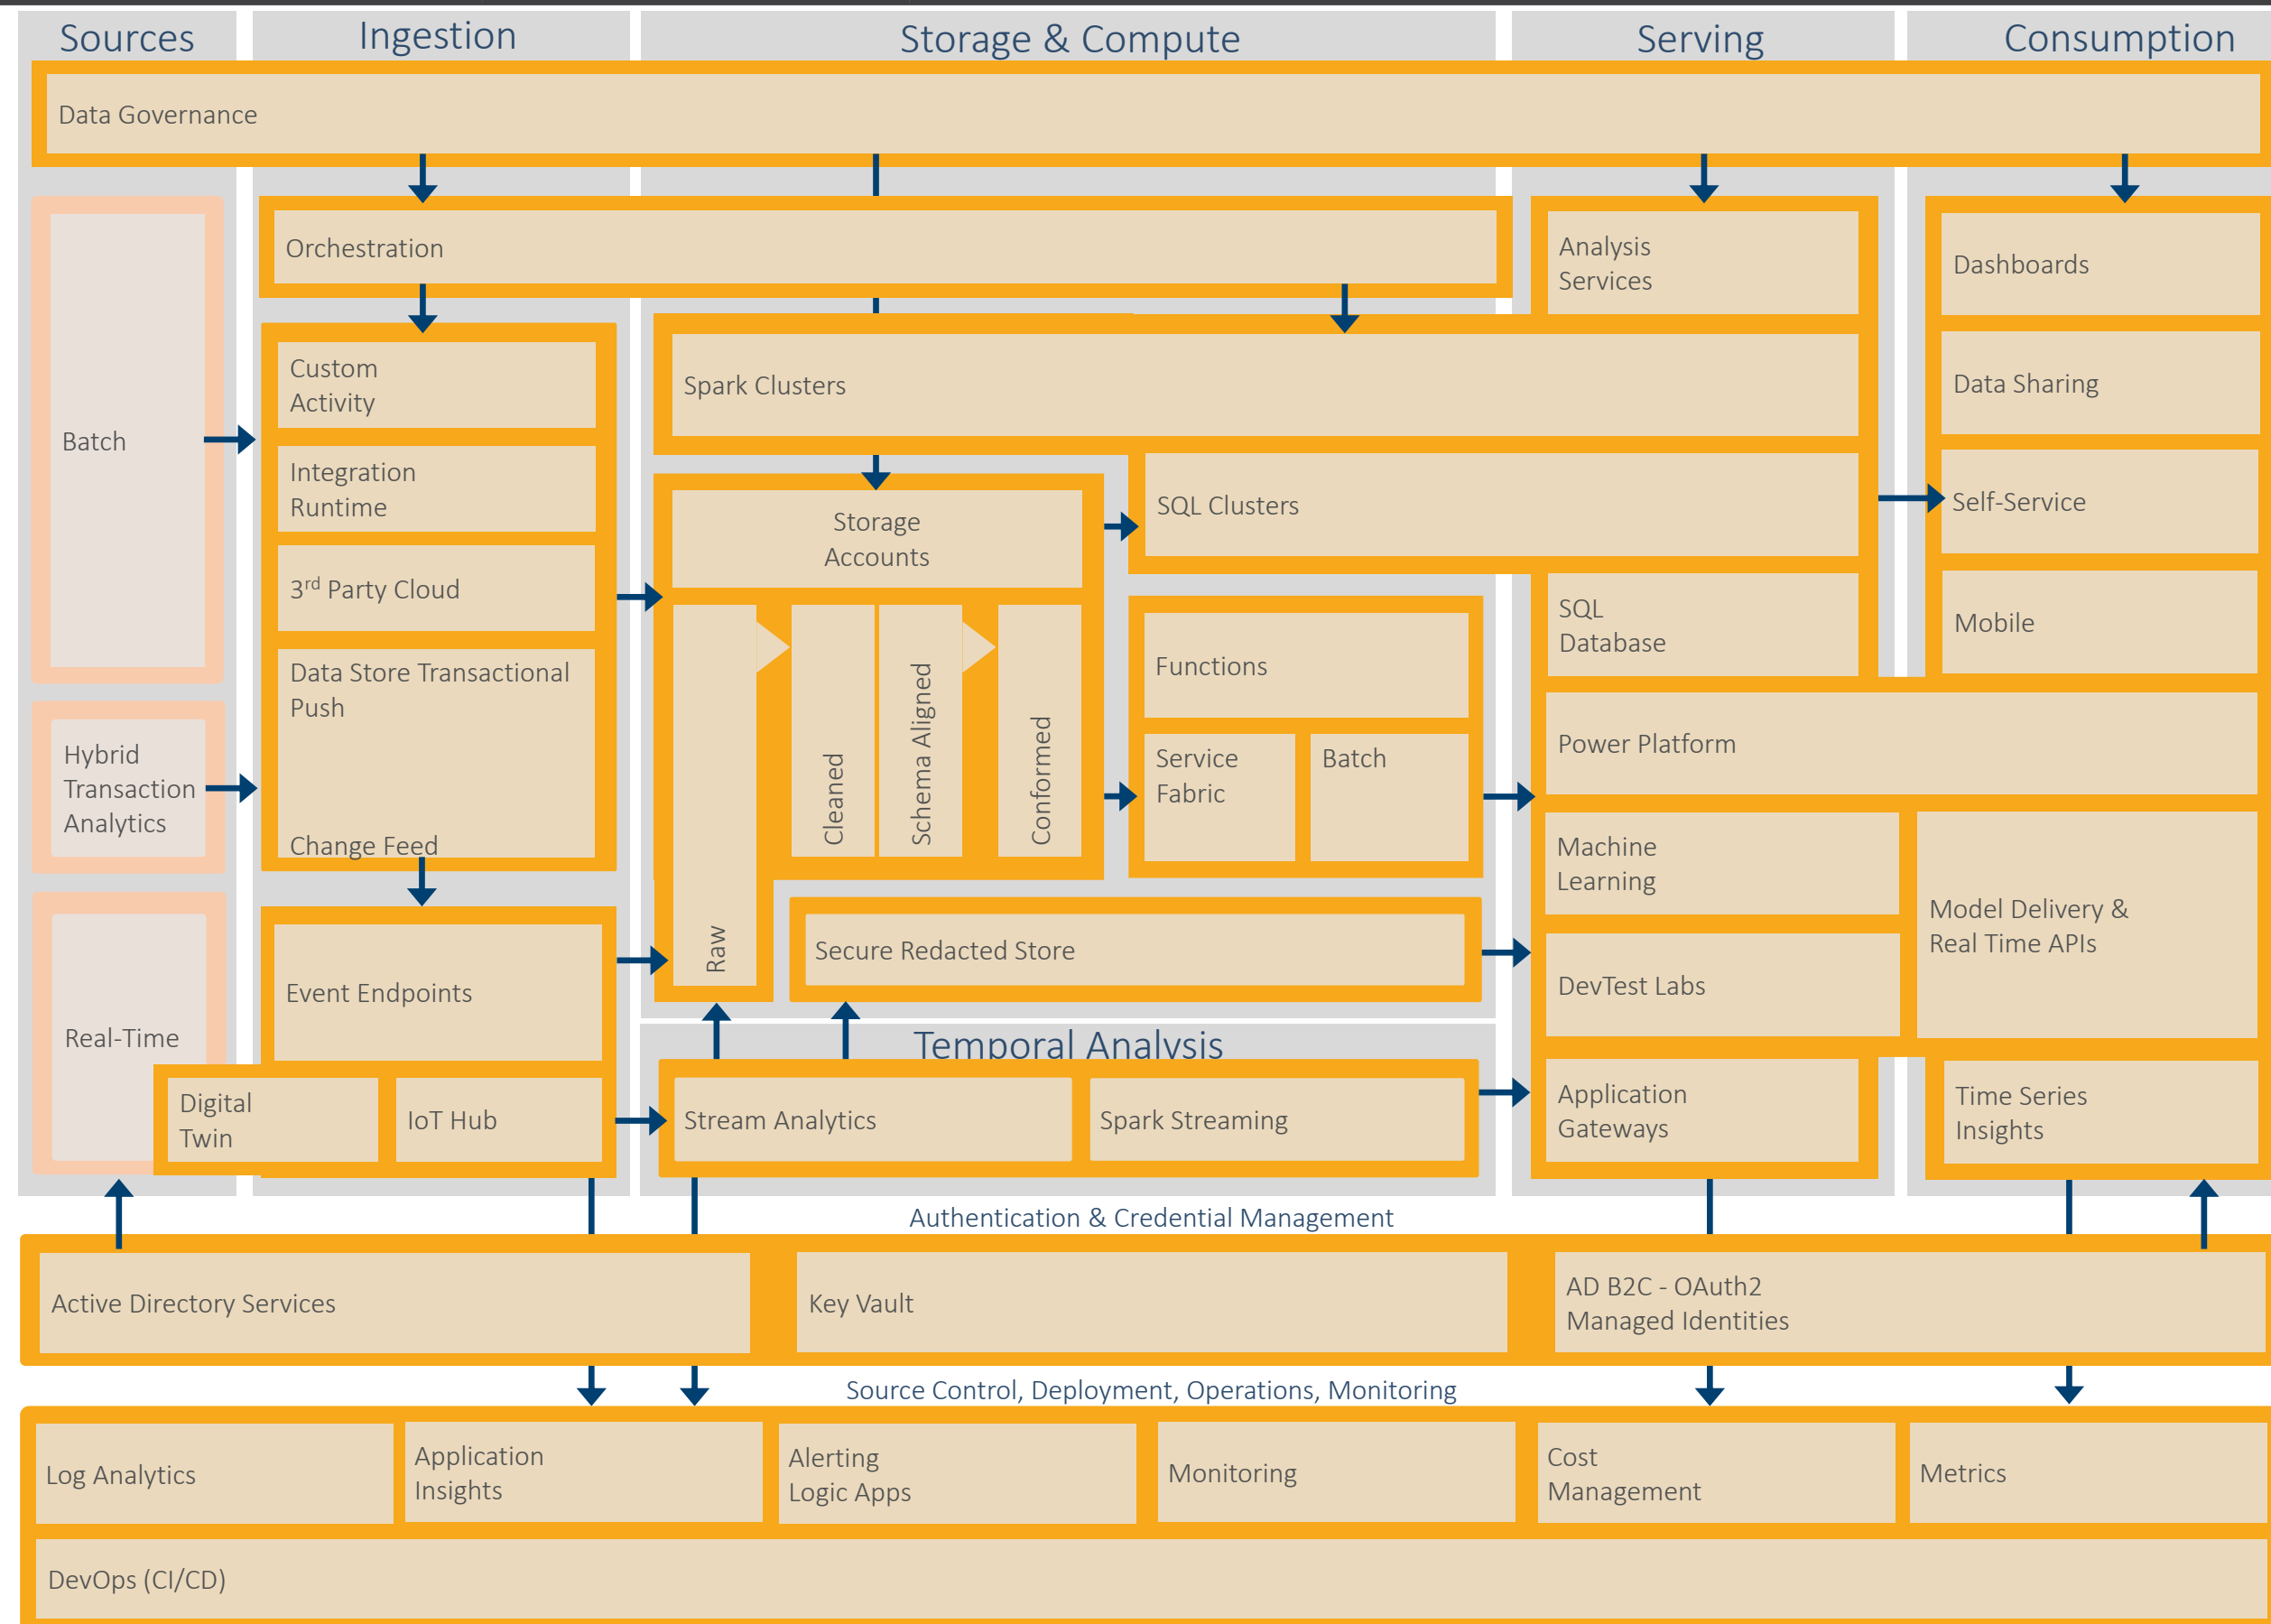 Sources
Ingestion
Storage & Compute
Serving
Consumption
Data Governance
Orchestration
Analysis
Services
Dashboards
Batch
Custom
Activity
Spark Clusters
Data Sharing
Integration
Runtime
Storage
Accounts
SQL Clusters
Self-Service
3rd Party Cloud
SQL
Database
Mobile
Data Store Transactional
Push
Change Feed
Raw
Cleaned
Schema Aligned
Conformed
Functions
Service
Fabric
Batch
Power Platform
Hybrid
Transaction
Analytics
Machine
Learning
Model Delivery &
Real Time APIs
Real-Time
Event Endpoints
Secure Redacted Store
DevTest Labs
Temporal Analysis
Digital
Twin
IoT Hub
Stream Analytics
Spark Streaming
Application
Gateways
Time Series
Insights
Authentication & Credential Management
Active Directory Services
Key Vault
AD B2C - OAuth2
Managed Identities
Source Control, Deployment, Operations, Monitoring
Log Analytics
Application
Insights
Alerting
Logic Apps
Monitoring
Cost
Management
Metrics
DevOps (CI/CD)